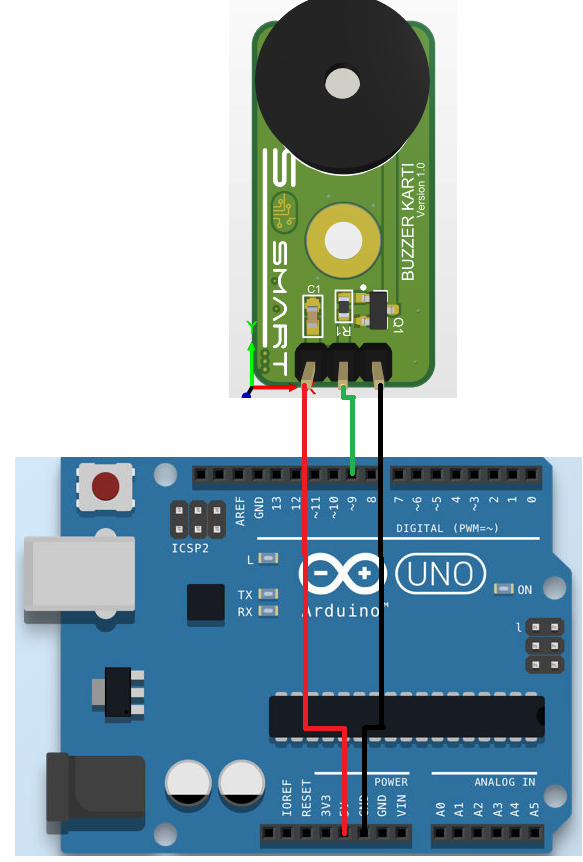 SMART
BUZZER KARTI
Version 1.0
C1
R1
Q1
Y
X
AREF
GND
13
12
~11
~10
~9
8
7
~6
~5
4
~3
2
1
0
ICSP2
DIGITAL (PWM=~)
L
TX
RX
UNO
Arduino™
ON
1
POWER
ANALOG IN
IOREF
RESET
3V3
5V
GND
GND
VIN
A0
A1
A2
A3
A4
A5